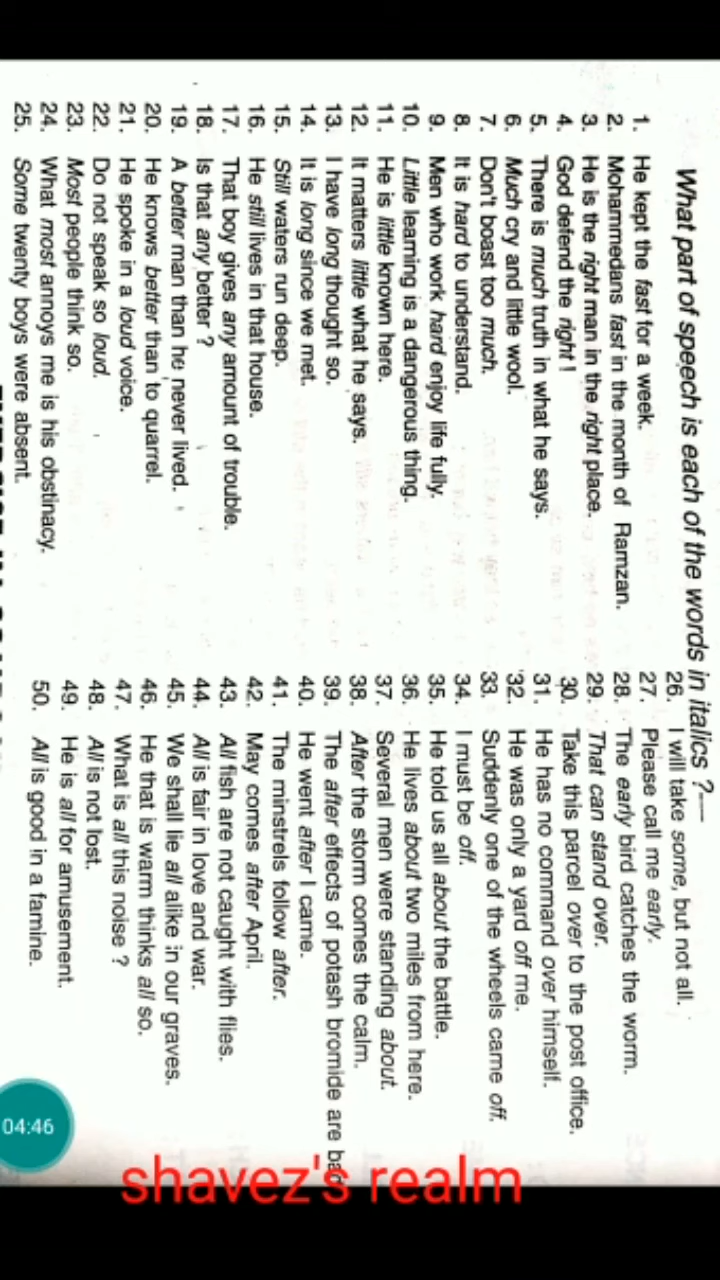 What part of speech is each of the words in italics ?—
1. He kept the fast for a week.
2. Mohammedans fast in the month of Ramzan.
3. He is the right man in the right place.
4. God defend the right !
5. There is much truth in what he says.
6. Much cry and little wool.
7. Don't boast too much.
8. It is hard to understand.
9. Men who work hard enjoy life fully.
10. Little learning is a dangerous thing.
11. He is little known here.
12. It matters little what he says.
13. I have long thought so.
14. It is long since we met.
15. Still waters run deep.
16. He still lives in that house.
17. That boy gives any amount of trouble.
18. Is that any better ?
19. A better man than he never lived.
20. He knows better than to quarrel.
21. He spoke in a loud voice.
22. Do not speak so loud.
23. Most people think so.
24. What most annoys me is his obstinacy.
25. Some twenty boys were absent.
26. I will take some, but not all.
27. Please call me early.
28. The early bird catches the worm.
29. That can stand over.
30. Take this parcel over to the post office.
31. He has no command over himself.
32. He was only a yard off me.
33. Suddenly one of the wheels came off.
34. I must be off.
35. He told us all about the battle.
36. He lives about two miles from here.
37. Several men were standing about.
38. After the storm comes the calm.
39. The after effects of potash bromide are bad
40. He went after I came.
41. The minstrels follow after.
42. May comes after April.
43. All fish are not caught with flies.
44. All is fair in love and war.
45. We shall lie all alike in our graves.
46. He that is warm thinks all so.
47. What is all this noise ?
48. All is not lost.
49. He is all for amusement.
50. All is good in a famine.
04:46
shavez's realm